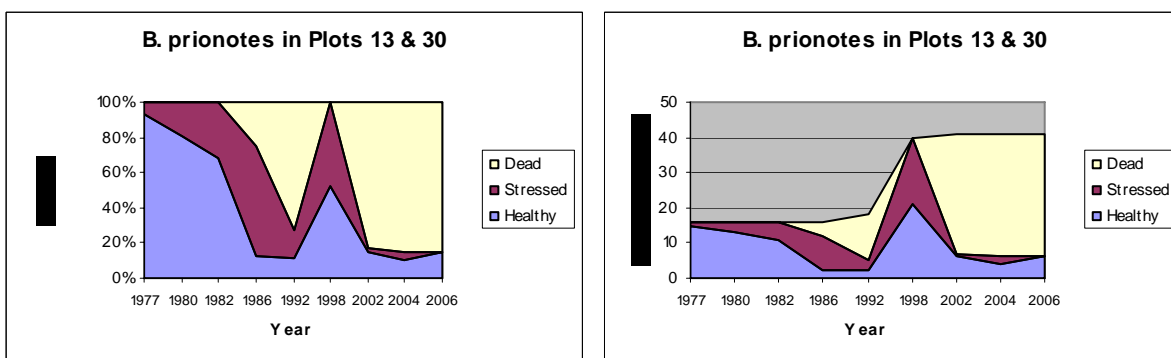 B. prionotes in Plots 13 & 30
100%
80%
60%
40%
20%
0%
1977 1980 1982 1986 1992 1998 2002 2004 2006
Year
Dead
Stressed
Healthy
B. prionotes in Plots 13 & 30
50
40
30
20
10
0
1977 1980 1982 1986 1992 1998 2002 2004 2006
Year
Dead
Stressed
Healthy